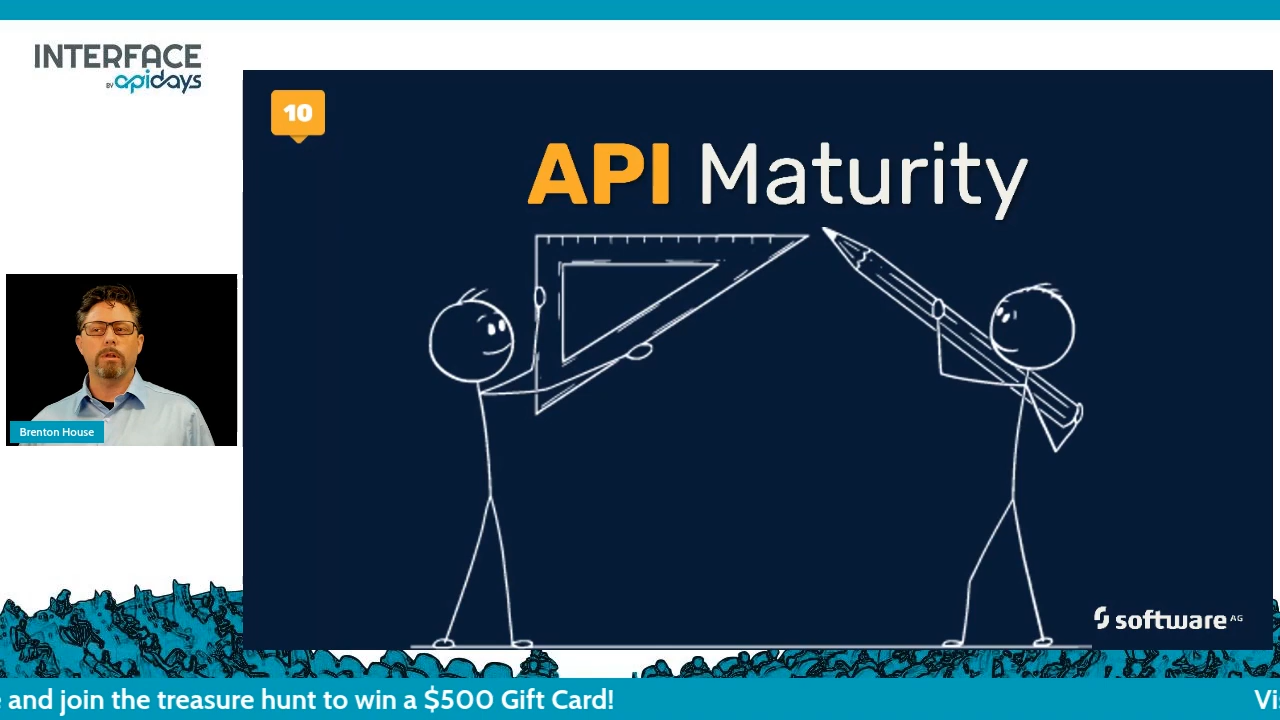 INTERFACE
BY apidays
10
API Maturity
Brenton House
software AG
and join the treasure hunt to win a $500 Gift Card!